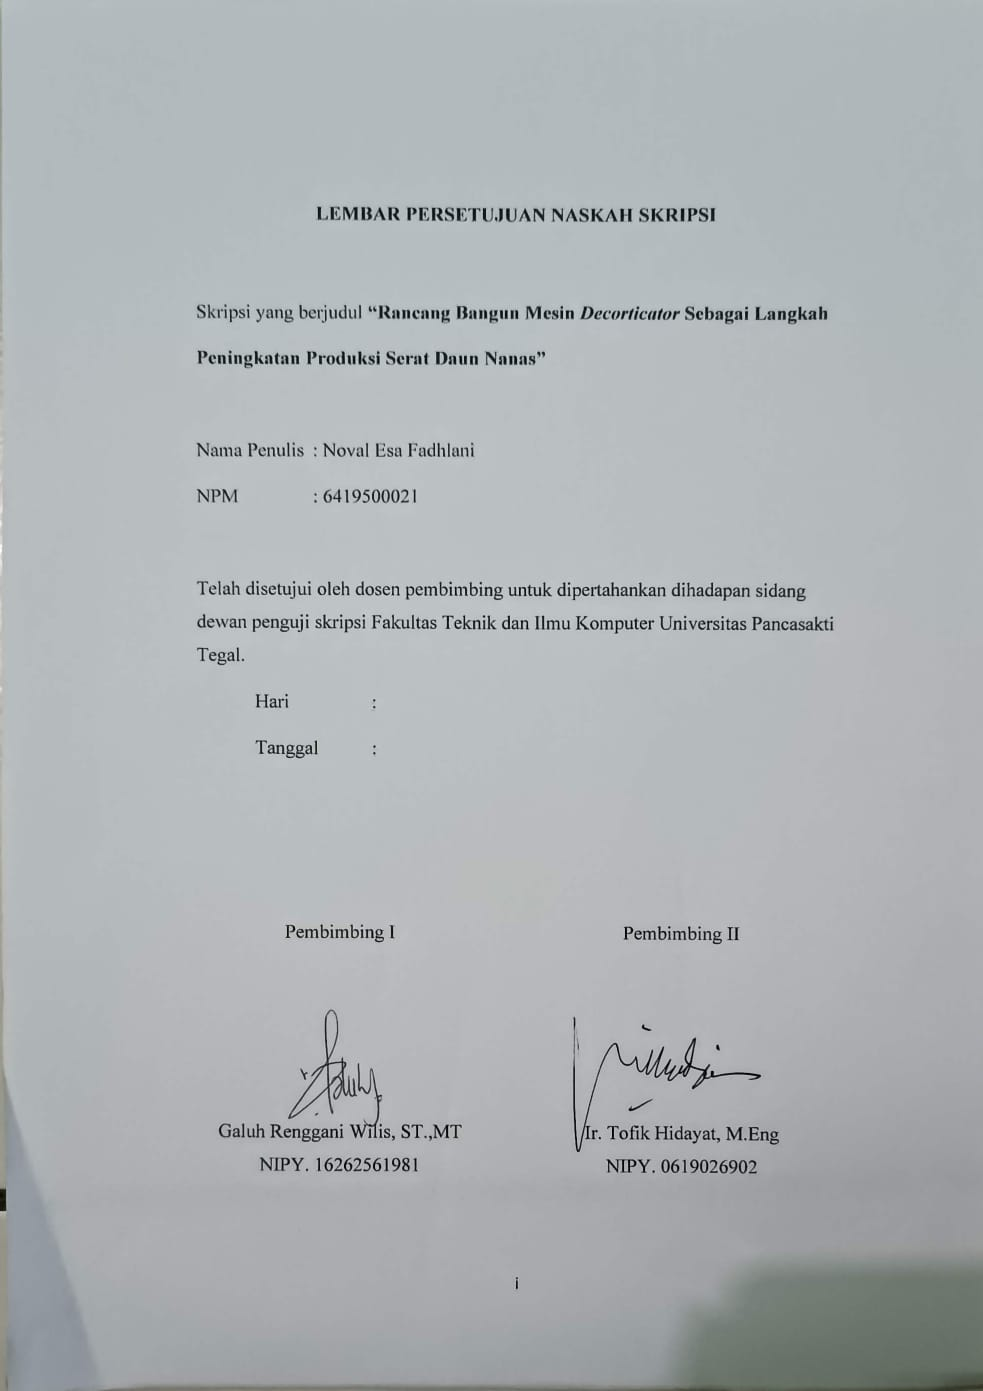 LEMBAR PERSETUJUAN NASKAH SKRIPSI
Skripsi yang berjudul “Rancang Bangun Mesin Decorticator Sebagai Langkah
Peningkatan Produksi Serat Daun Nanas”
Nama Penulis : Noval Esa Fadhlani
NPM : 6419500021
Telah disetujui oleh dosen pembimbing untuk dipertahankan dihadapan sidang
dewan penguji skripsi Fakultas Teknik dan Ilmu Komputer Universitas Pancasakti
Tegal.
Hari :
Tanggal :
Pembimbing I
Pembimbing II
Galuh Renggani Wilis, ST.,MT
Ir. Tofik Hidayat, M.Eng
NIPY. 16262561981
NIPY. 0619026902
i